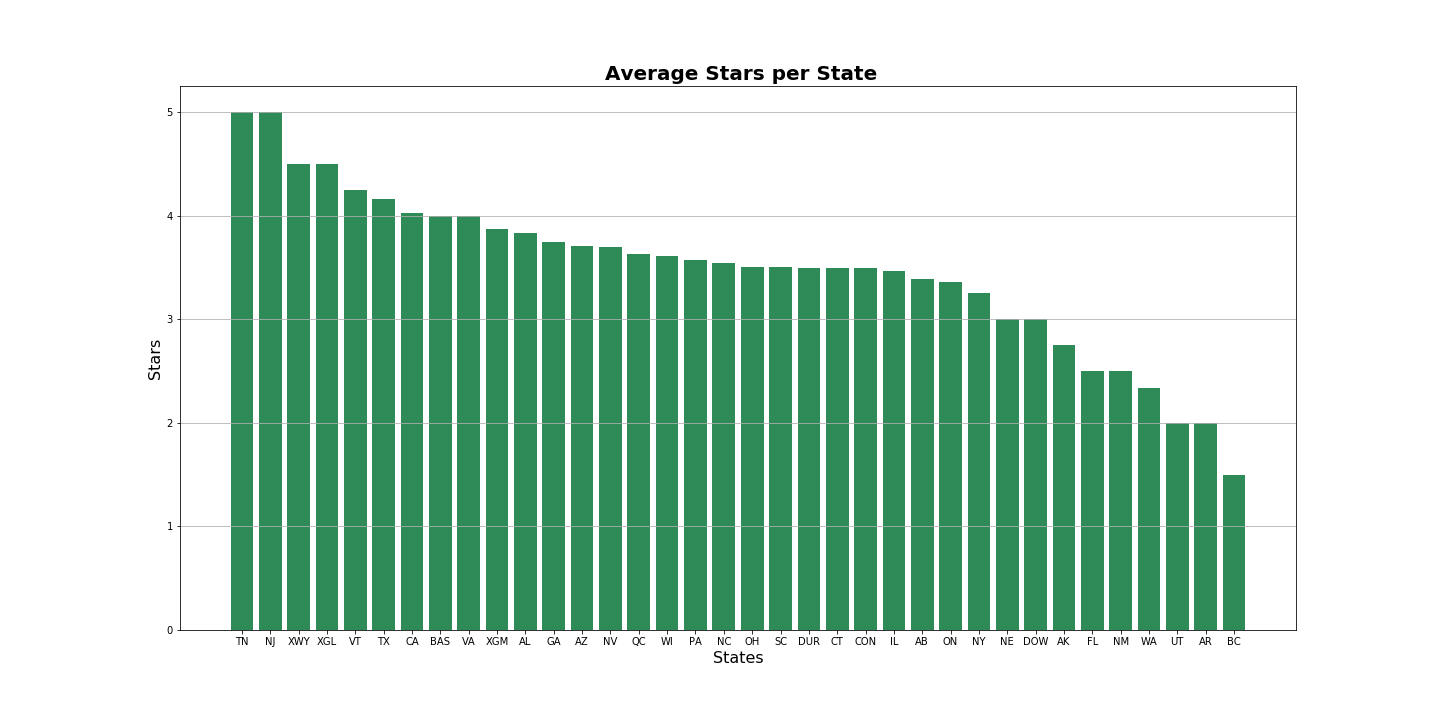 Average Stars per State
5
4
3
2
1
0
Stars
TN NJ XWY XGL VT TX CA BAS VA XGM AL GA AZ NV QC WI PA NC OH SC DUR CT CON IL AB ON NY NE DOW AK FL NM WA UT AR BC
States